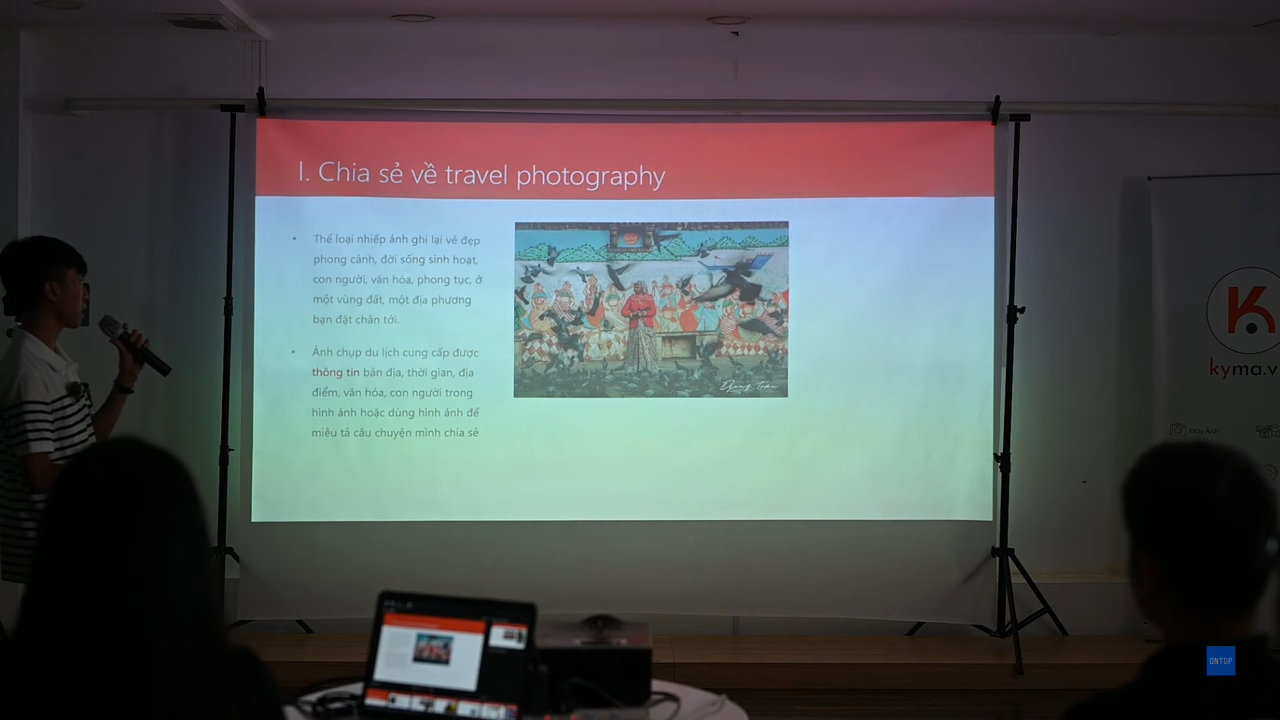 I. Chia sẻ về travel photography
• Thể loại nhiếp ảnh ghi lại vẻ đẹp
phong cảnh, đời sống sinh hoạt,
con người, văn hóa, phong tục, ở
một vùng đất, một địa phương
bạn đặt chân tới.
• Ảnh chụp du lịch cung cấp được
thông tin bản địa, thời gian, địa
điểm, văn hóa, con người trong
hình ảnh hoặc dùng hình ảnh để
miêu tả câu chuyện mình chia sẻ
kyma.v
Máy Ảnh
ONTOP